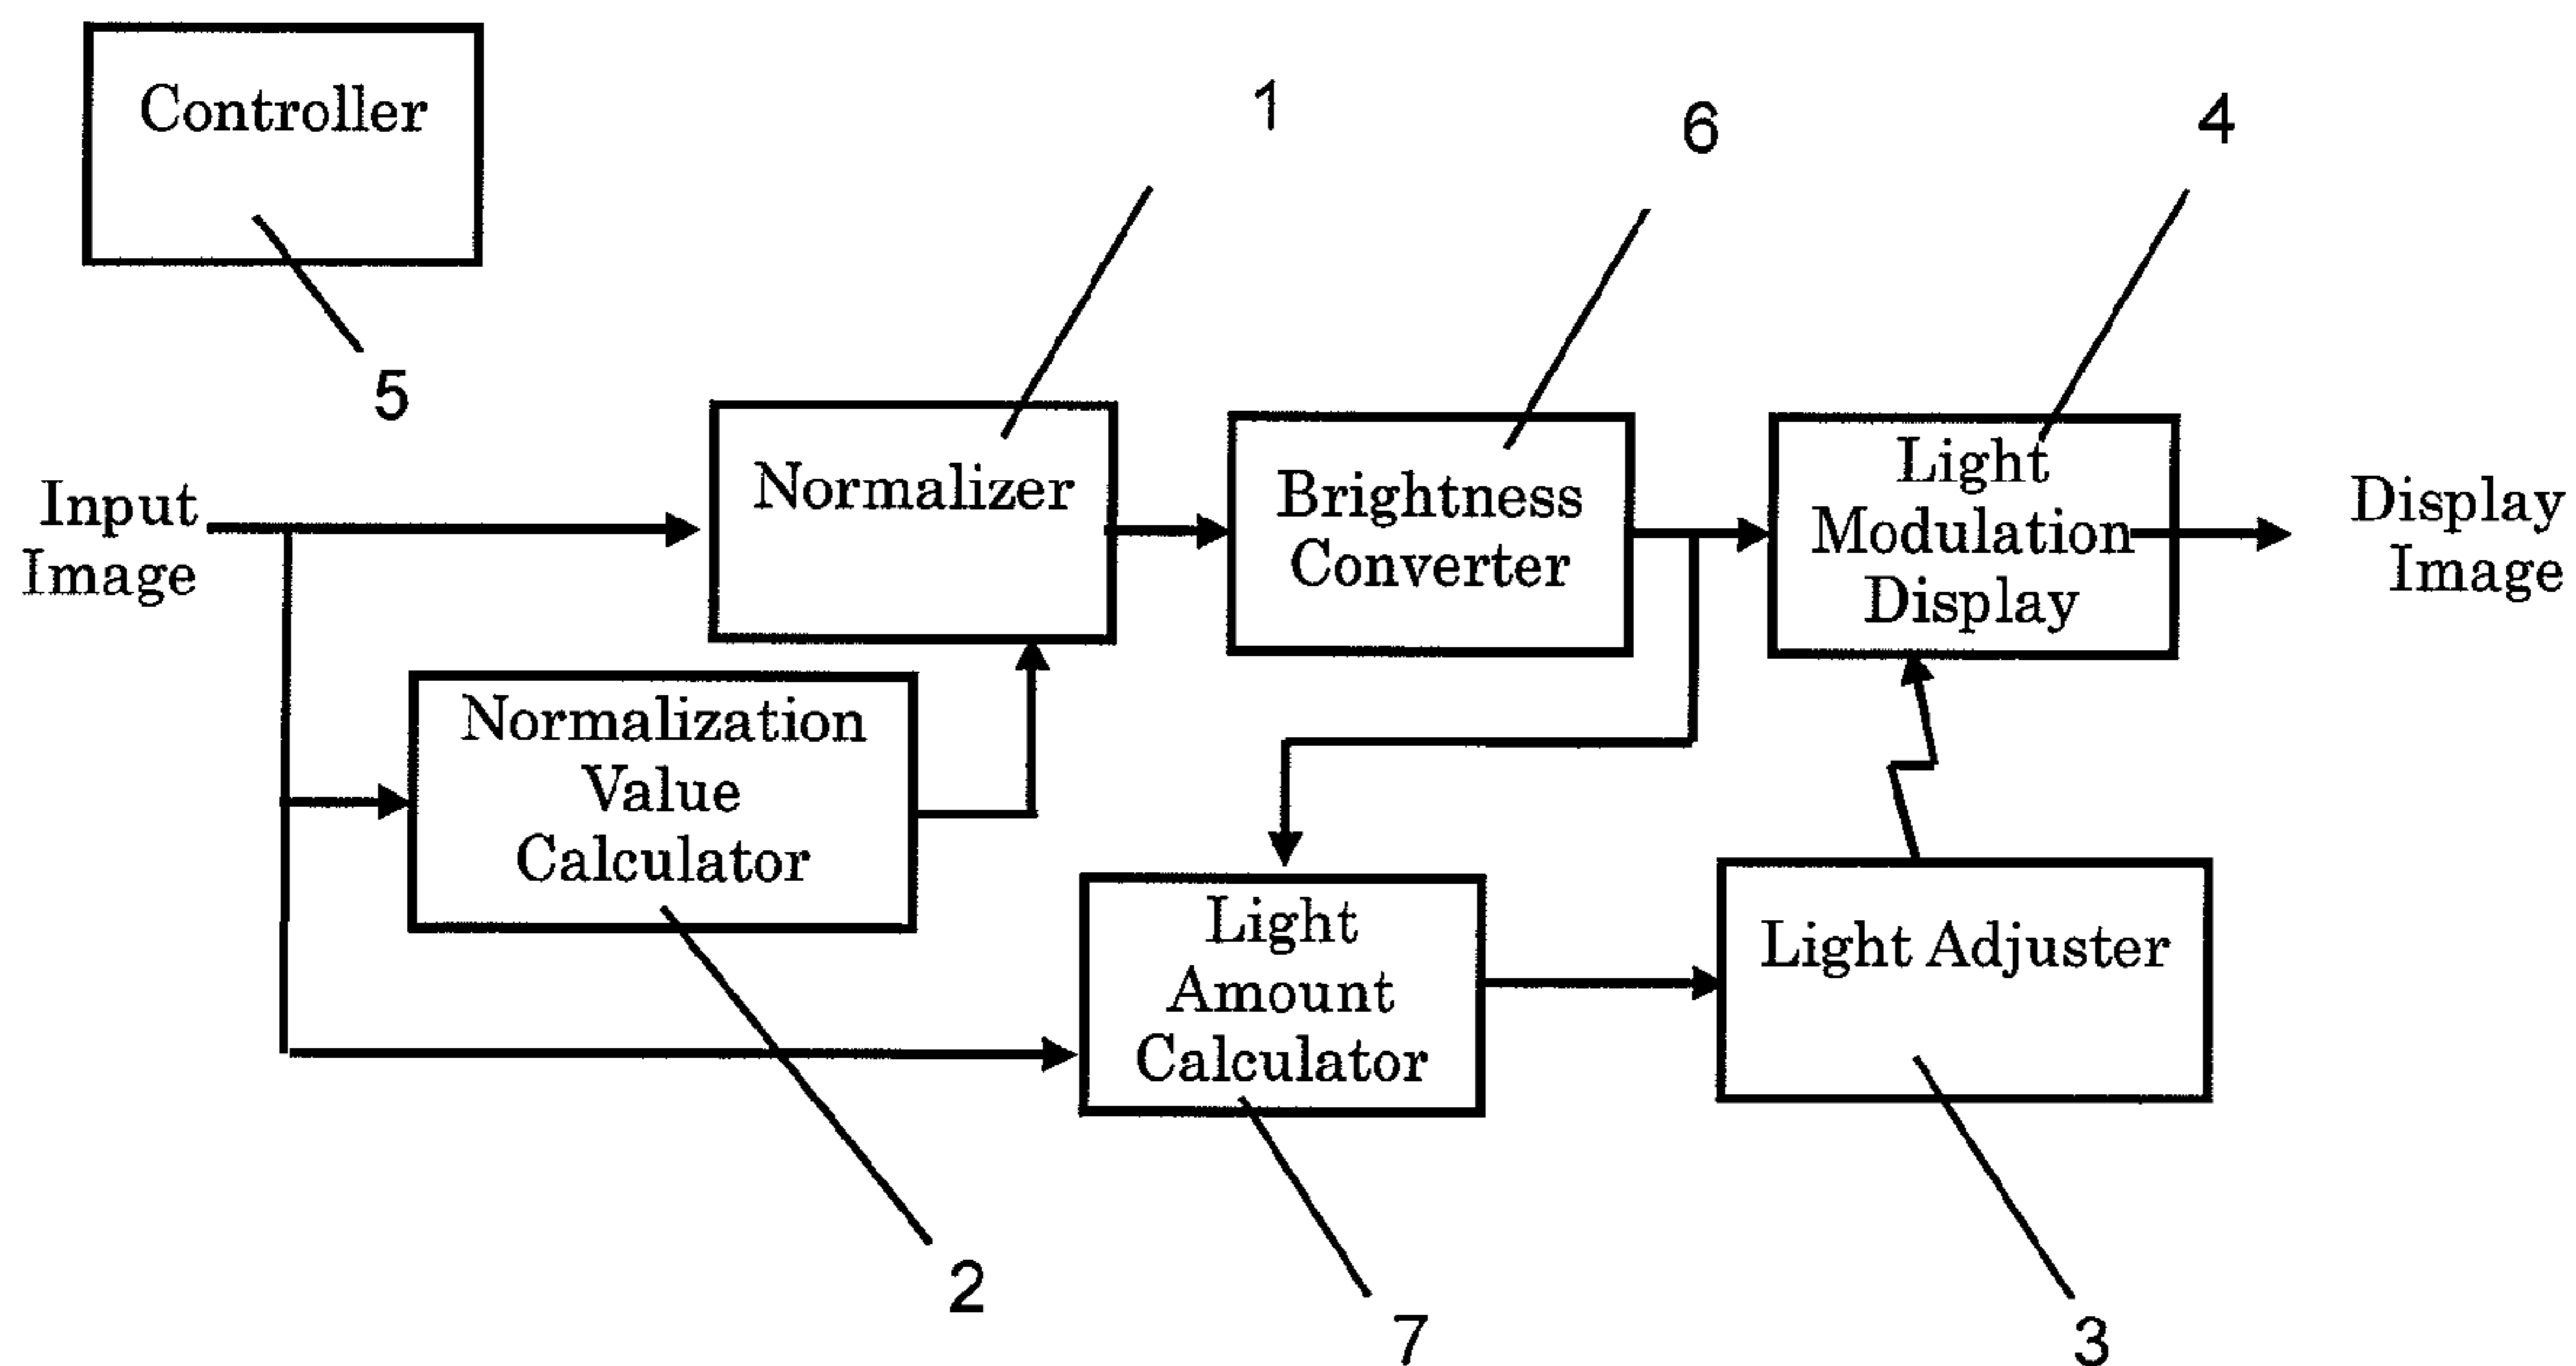 Controller
5
1
6
4
Input
Image
Normalizer
Brightness
Converter
Light
Modulation
Display
Display
Image
Normalization
Value
Calculator
2
Light
Amount
Calculator
7
Light Adjuster
3